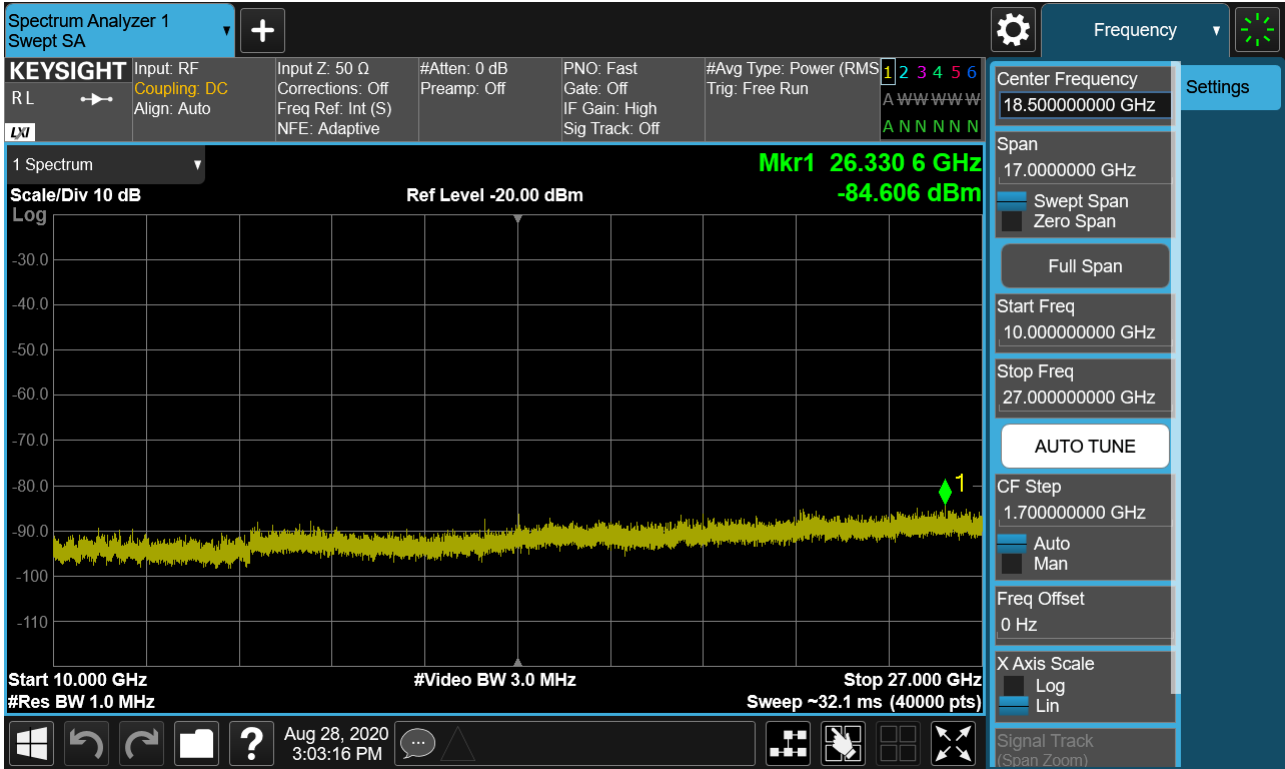 Spectrum Analyzer 1
Swept SA
Frequency
KEYSIGHT
R L
LXI
Input: RF
Coupling: DC
Align: Auto
Input Z: 50 Ω
Corrections: Off
Freq Ref: Int (S)
NFE: Adaptive
#Atten: 0 dB
Preamp: Off
PNO: Fast
Gate: Off
IF Gain: High
Sig Track: Off
#Avg Type: Power (RMS
Trig: Free Run
1 2 3 4 5 6
A W W W W W
A N N N N N
1 Spectrum
Mkr1 26.330 6 GHz
-84.606 dBm
Scale/Div 10 dB
Ref Level -20.00 dBm
Log
-30.0
-40.0
-50.0
-60.0
-70.0
-80.0
-90.0
-100
-110
1
Start 10.000 GHz
#Video BW 3.0 MHz
Stop 27.000 GHz
#Res BW 1.0 MHz
Sweep ~32.1 ms (40000 pts)
Center Frequency
18.500000000 GHz
Settings
Span
17.0000000 GHz
Swept Span
Zero Span
Full Span
Start Freq
10.000000000 GHz
Stop Freq
27.000000000 GHz
AUTO TUNE
CF Step
1.700000000 GHz
Auto
Man
Freq Offset
0 Hz
X Axis Scale
Log
Lin
Signal Track
(Span Zoom)
?
Aug 28, 2020
3:03:16 PM